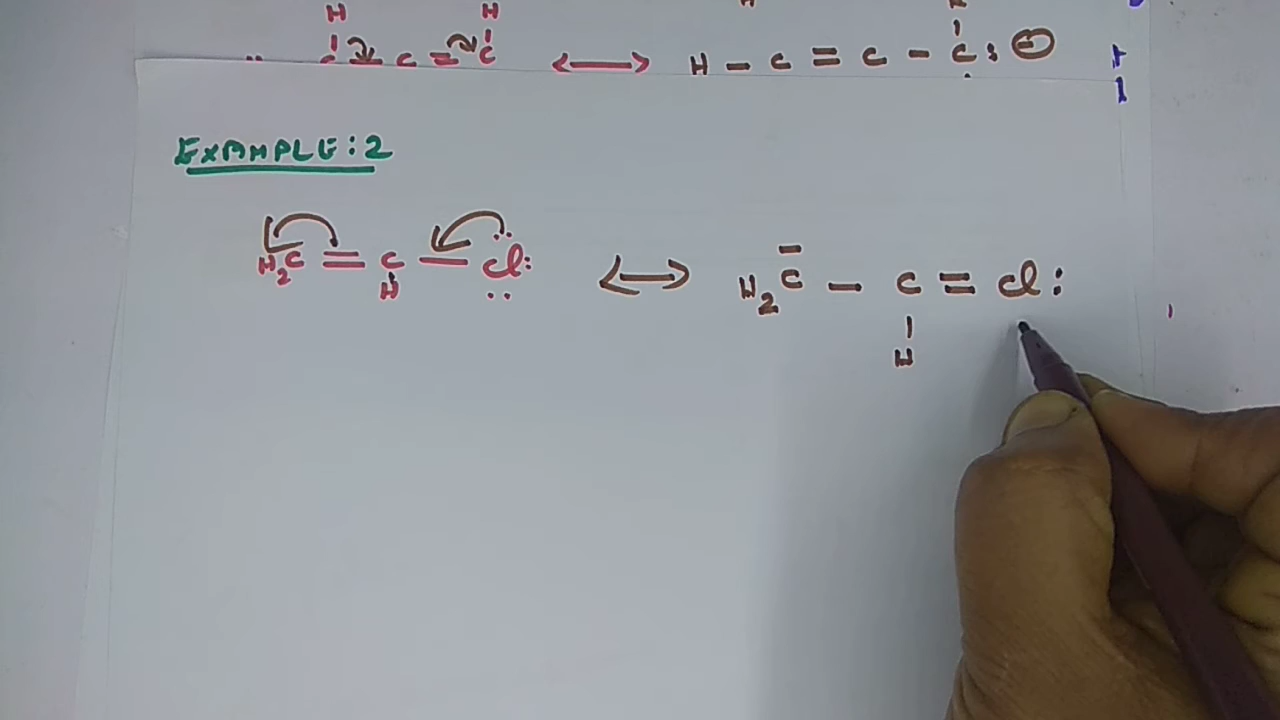 H H
C = C ⟷ H - C = C - C : ⊖
EXAMPLE: 2
H₂C = C - Cl: ⟷ H₂C̄ - C = Cl:
H H